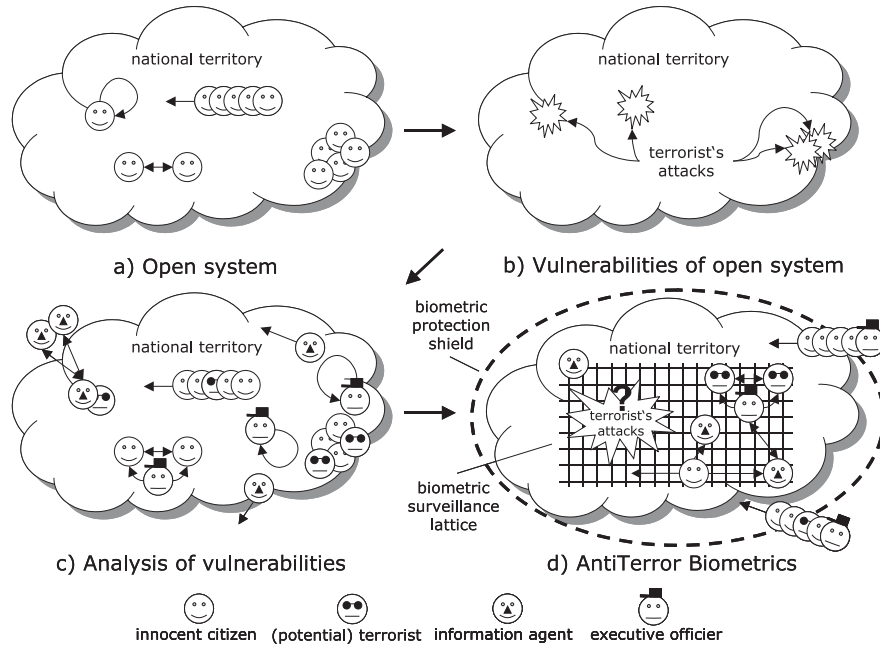 national territory
a) Open system
national territory
terrorist's
attacks
b) Vulnerabilities of open system
national territory
c) Analysis of vulnerabilities
biometric
protection
shield
national territory
?
terrorist's
attacks
biometric
surveillance
lattice
d) AntiTerror Biometrics
innocent citizen
(potential) terrorist
information agent
executive officier